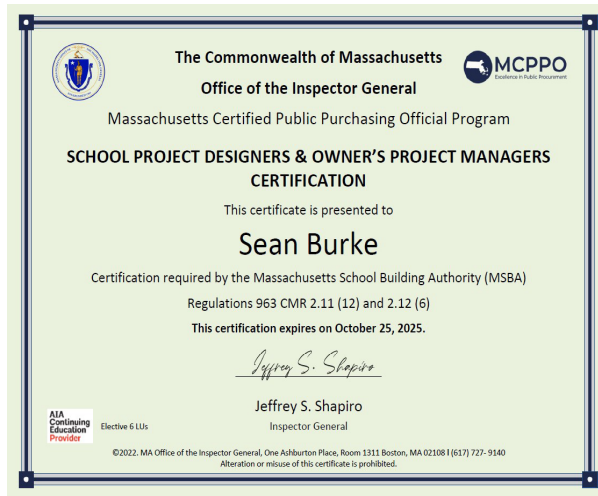 The Commonwealth of Massachusetts
Office of the Inspector General
MCPPO
Excellence in Public Procurement
Massachusetts Certified Public Purchasing Official Program
SCHOOL PROJECT DESIGNERS & OWNER'S PROJECT MANAGERS
CERTIFICATION
This certificate is presented to
Sean Burke
Certification required by the Massachusetts School Building Authority (MSBA)
Regulations 963 CMR 2.11 (12) and 2.12 (6)
This certification expires on October 25, 2025.
Jeffrey S. Shapiro
Jeffrey S. Shapiro
Inspector General
AIA
Continuing
Education
Provider
Elective 6 LUs
©2022. MA Office of the Inspector General, One Ashburton Place, Room 1311 Boston, MA 02108 I (617) 727- 9140
Alteration or misuse of this certificate is prohibited.